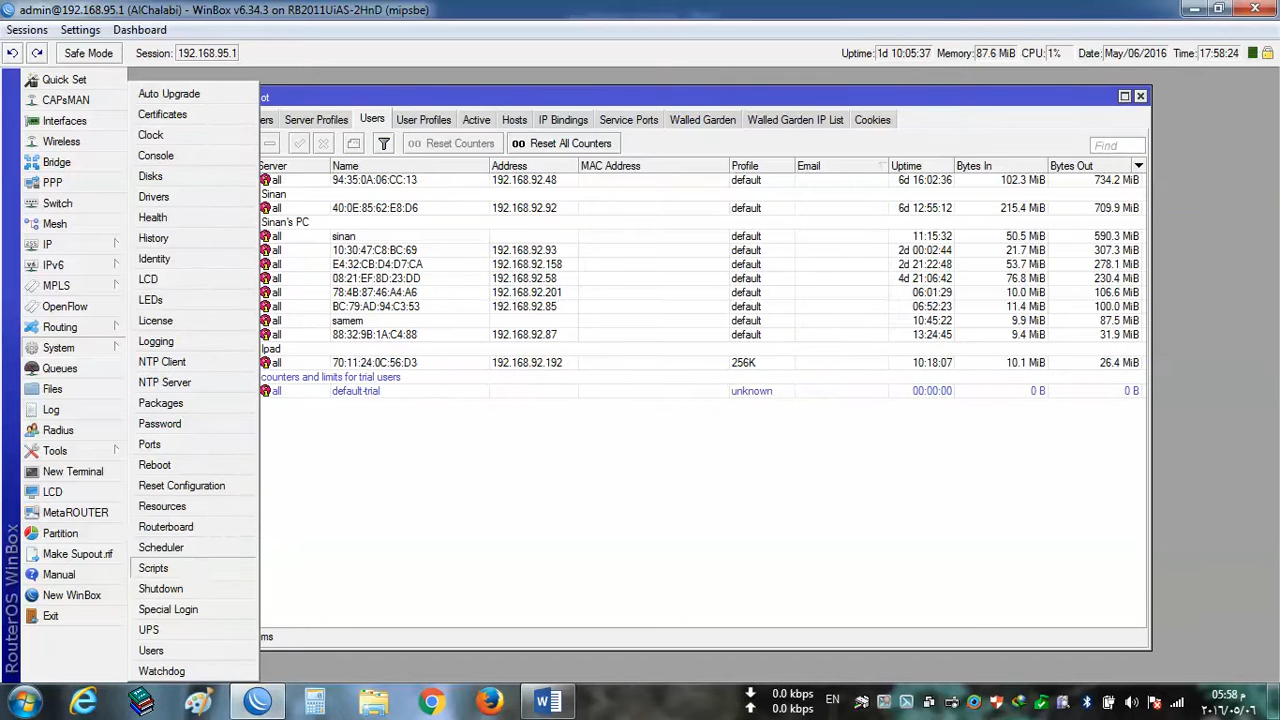 admin@192.168.95.1 (AlChalabi) - WinBox v6.34.3 on RB2011UiAS-2HnD (mipsbe)
Sessions Settings Dashboard
Safe Mode Session: 192.168.95.1 Uptime: 1d 10:05:37 Memory: 87.6 MiB CPU: 1% Date: May/06/2016 Time: 17:58:24
Quick Set
CAPsMAN
Interfaces
Wireless
Bridge
PPP
Switch
Mesh
IP
IPv6
MPLS
OpenFlow
Routing
System
Queues
Files
Log
Radius
Tools
New Terminal
LCD
MetaROUTER
Partition
Make Supout.rif
Manual
New WinBox
Exit
RouterOS WinBox
Auto Upgrade
Certificates
Clock
Console
Disks
Drivers
Health
History
Identity
LCD
LEDs
License
Logging
NTP Client
NTP Server
Packages
Password
Ports
Reboot
Reset Configuration
Resources
Routerboard
Scheduler
Scripts
Shutdown
Special Login
UPS
Users
Watchdog
ot
ers Server Profiles Users User Profiles Active Hosts IP Bindings Service Ports Walled Garden Walled Garden IP List Cookies
00 Reset Counters 00 Reset All Counters Find
Server Name Address MAC Address Profile Email Uptime Bytes In Bytes Out
all 94:35:0A:06:CC:13 192.168.92.48 default 6d 16:02:36 102.3 MiB 734.2 MiB
Sinan
all 40:0E:85:62:E8:D6 192.168.92.92 default 6d 12:55:12 215.4 MiB 709.9 MiB
Sinan's PC
all sinan default 11:15:32 50.5 MiB 590.3 MiB
all 10:30:47:C8:BC:69 192.168.92.93 default 2d 00:02:44 21.7 MiB 307.3 MiB
all E4:32:CB:D4:D7:CA 192.168.92.158 default 2d 21:22:48 53.7 MiB 278.1 MiB
all 08:21:EF:8D:23:DD 192.168.92.58 default 4d 21:06:42 76.8 MiB 230.4 MiB
all 78:4B:87:46:A4:A6 192.168.92.201 default 06:01:29 10.0 MiB 106.6 MiB
all BC:79:AD:94:C3:53 192.168.92.85 default 06:52:23 11.4 MiB 100.0 MiB
all samem default 10:45:22 9.9 MiB 87.5 MiB
all 88:32:9B:1A:C4:88 192.168.92.87 default 13:24:45 9.4 MiB 31.9 MiB
Ipad
all 70:11:24:0C:56:D3 192.168.92.192 256K 10:18:07 10.1 MiB 26.4 MiB
counters and limits for trial users
all default-trial unknown 00:00:00 0 B 0 B
ms
0.0 kbps
0.0 kbps
EN
05:58 م
٢٠١٦/٠٥/٠٦